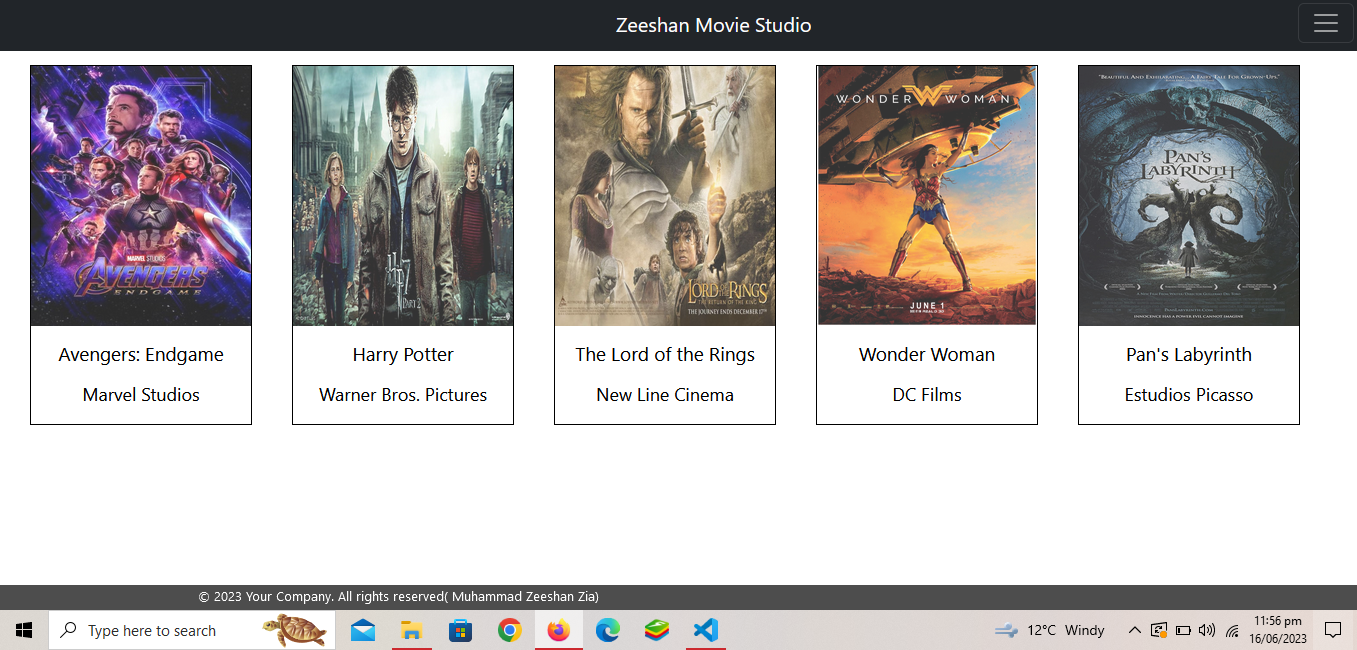 Zeeshan Movie Studio
MARVEL STUDIOS
AVENGERS
ENDGAME
PART 2
THE LORD OF THE RINGS
THE RETURN OF THE KING
THE JOURNEY ENDS DECEMBER 17TH
WONDER WOMAN
JUNE 1
"BEAUTIFUL AND EXHILARATING... A FAIRY TALE FOR GROWN-UPS."
PAN'S
LABYRINTH
INNOCENCE HAS A POWER EVIL CANNOT IMAGINE
Avengers: Endgame
Marvel Studios
Harry Potter
Warner Bros. Pictures
The Lord of the Rings
New Line Cinema
Wonder Woman
DC Films
Pan's Labyrinth
Estudios Picasso
© 2023 Your Company. All rights reserved( Muhammad Zeeshan Zia)
Type here to search
12°C Windy
11:56 pm
16/06/2023